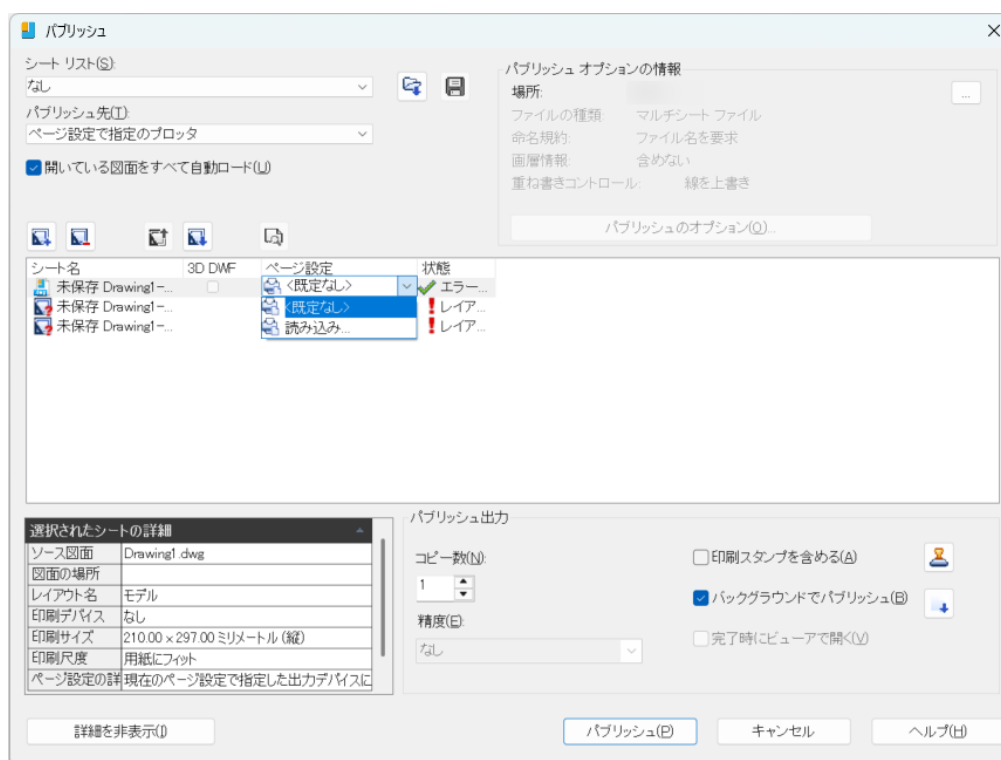 パブリッシュ
シート リスト(S):
なし
パブリッシュ先(T):
ページ設定で指定のプロッタ
開いている図面をすべて自動ロード(U)
パブリッシュ オプションの情報
場所:
...
ファイルの種類: マルチシート ファイル
命名規約: ファイル名を要求
画層情報: 含めない
重ね書きコントロール: 線を上書き
パブリッシュのオプション(O)...
シート名 3D DWF ページ設定 状態
未保存 Drawing1-... <既定なし> エラー...
未保存 Drawing1-... <既定なし> レイア...
未保存 Drawing1-... 読み込み... レイア...
選択されたシートの詳細
ソース図面 Drawing1.dwg
図面の場所
レイアウト名 モデル
印刷デバイス なし
印刷サイズ 210.00 x 297.00 ミリメートル (縦)
印刷尺度 用紙にフィット
ページ設定の詳 現在のページ設定で指定した出力デバイスに
パブリッシュ出力
コピー数(N):
1
精度(E):
なし
印刷スタンプを含める(A)
バックグラウンドでパブリッシュ(B)
完了時にビューアで開く(V)
詳細を非表示(I) パブリッシュ(P) キャンセル ヘルプ(H)